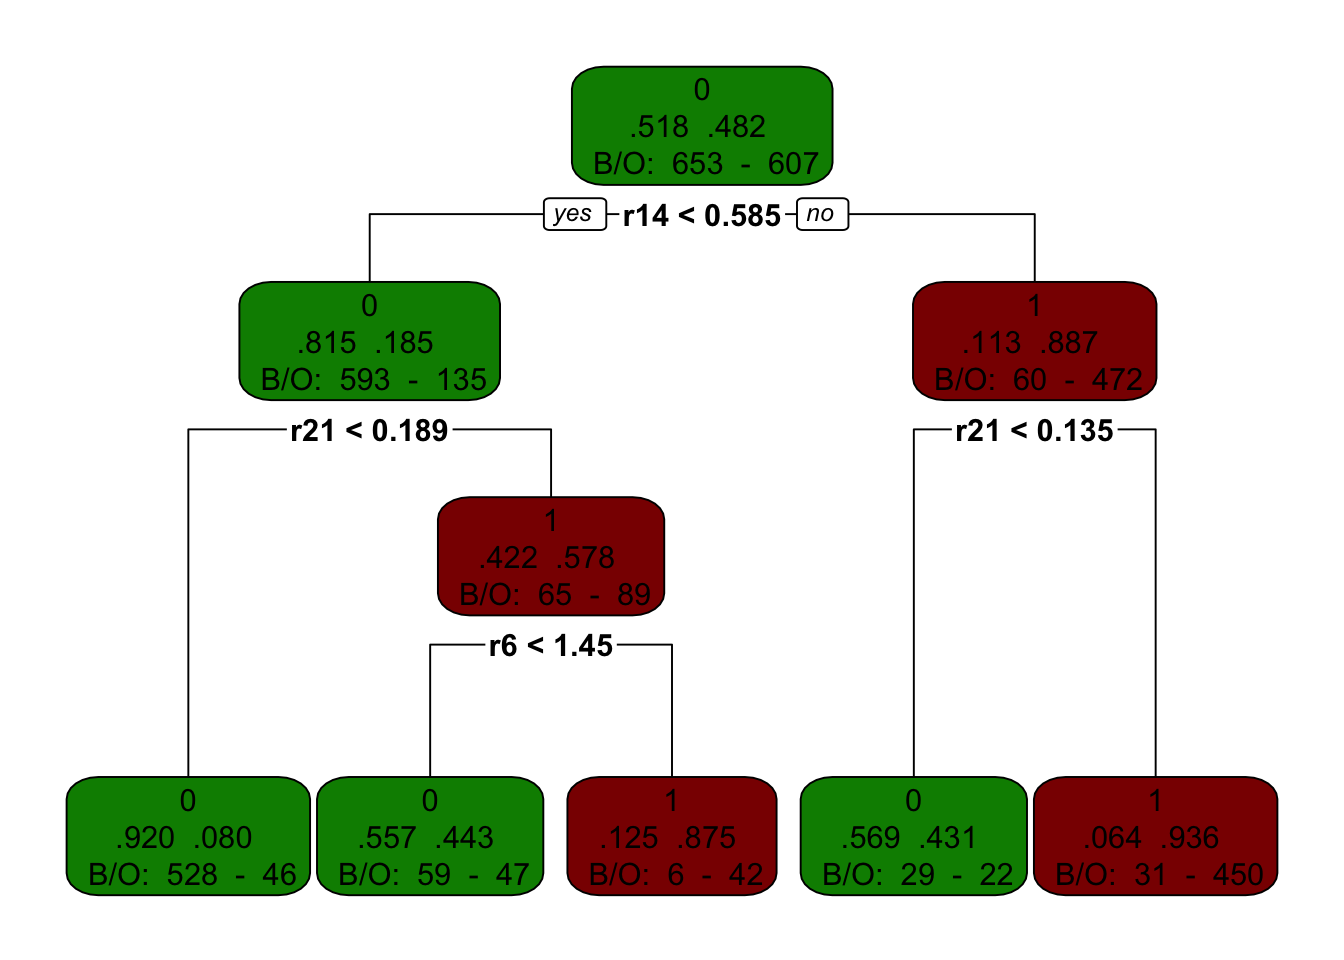 0
.518 .482
B/O: 653 - 607
yes r14 < 0.585 no
0
.815 .185
B/O: 593 - 135
1
.113 .887
B/O: 60 - 472
r21 < 0.189
r21 < 0.135
1
.422 .578
B/O: 65 - 89
r6 < 1.45
0
.920 .080
B/O: 528 - 46
0
.557 .443
B/O: 59 - 47
1
.125 .875
B/O: 6 - 42
0
.569 .431
B/O: 29 - 22
1
.064 .936
B/O: 31 - 450